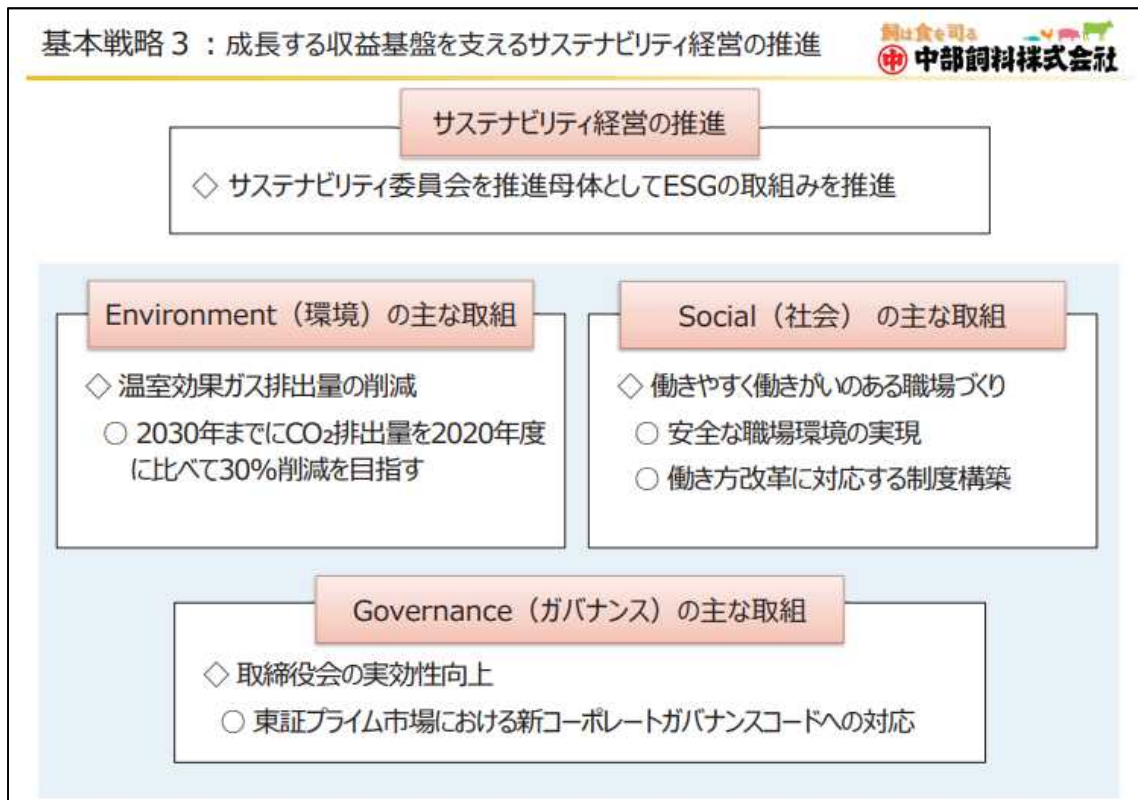 基本戦略３：成長する収益基盤を支えるサステナビリティ経営の推進
飼は食を司る
中 中部飼料株式会社
サステナビリティ経営の推進
◇ サステナビリティ委員会を推進母体としてESGの取組みを推進
Environment（環境）の主な取組
◇ 温室効果ガス排出量の削減
○ 2030年までにCO₂排出量を2020年度
に比べて30%削減を目指す
Social（社会） の主な取組
◇ 働きやすく働きがいのある職場づくり
○ 安全な職場環境の実現
○ 働き方改革に対応する制度構築
Governance（ガバナンス）の主な取組
◇ 取締役会の実効性向上
○ 東証プライム市場における新コーポレートガバナンスコードへの対応